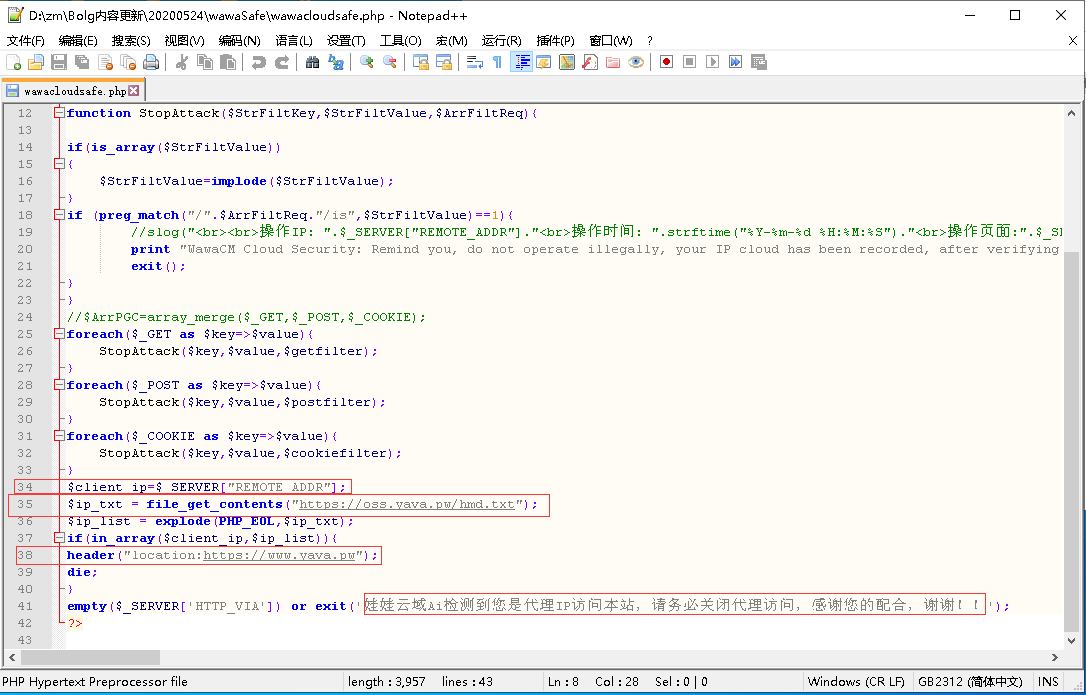 D:\zm\Bolg内容更新\20200524\wawaSafe\wawacloudsafe.php - Notepad++
文件(F) 编辑(E) 搜索(S) 视图(V) 编码(N) 语言(L) 设置(T) 工具(O) 宏(M) 运行(R) 插件(P) 窗口(W) ? X
wawacloudsafe.php
12 function StopAttack($StrFiltKey,$StrFiltValue,$ArrFiltReq){
13
14 if(is_array($StrFiltValue))
15 {
16     $StrFiltValue=implode($StrFiltValue);
17 }
18 if (preg_match("/".$ArrFiltReq."/is",$StrFiltValue)==1){
19         //slog("<br><br>操作IP: ".$_SERVER["REMOTE_ADDR"]."<br>操作时间: ".strftime("%Y-%m-%d %H:%M:%S")."<br>操作页面:".$_SE
20         print "WawaCM Cloud Security: Remind you, do not operate illegally, your IP cloud has been recorded, after verifying
21         exit();
22 }
23 }
24 //$ArrPGC=array_merge($_GET,$_POST,$_COOKIE);
25 foreach($_GET as $key=>$value){
26     StopAttack($key,$value,$getfilter);
27 }
28 foreach($_POST as $key=>$value){
29     StopAttack($key,$value,$postfilter);
30 }
31 foreach($_COOKIE as $key=>$value){
32     StopAttack($key,$value,$cookiefilter);
33 }
34 $client_ip=$_SERVER["REMOTE_ADDR"];
35 $ip_txt = file_get_contents("https://oss.vava.pw/hmd.txt");
36 $ip_list = explode(PHP_EOL,$ip_txt);
37 if(in_array($client_ip,$ip_list)){
38 header("location:https://www.vava.pw");
39 die;
40 }
41 empty($_SERVER['HTTP_VIA']) or exit('娃娃云域Ai检测到您是代理IP访问本站，请务必关闭代理访问，感谢您的配合，谢谢！！');
42 ?>
43
PHP Hypertext Preprocessor file length : 3,957 lines : 43 Ln : 8 Col : 28 Sel : 0 | 0 Windows (CR LF) GB2312 (简体中文) INS